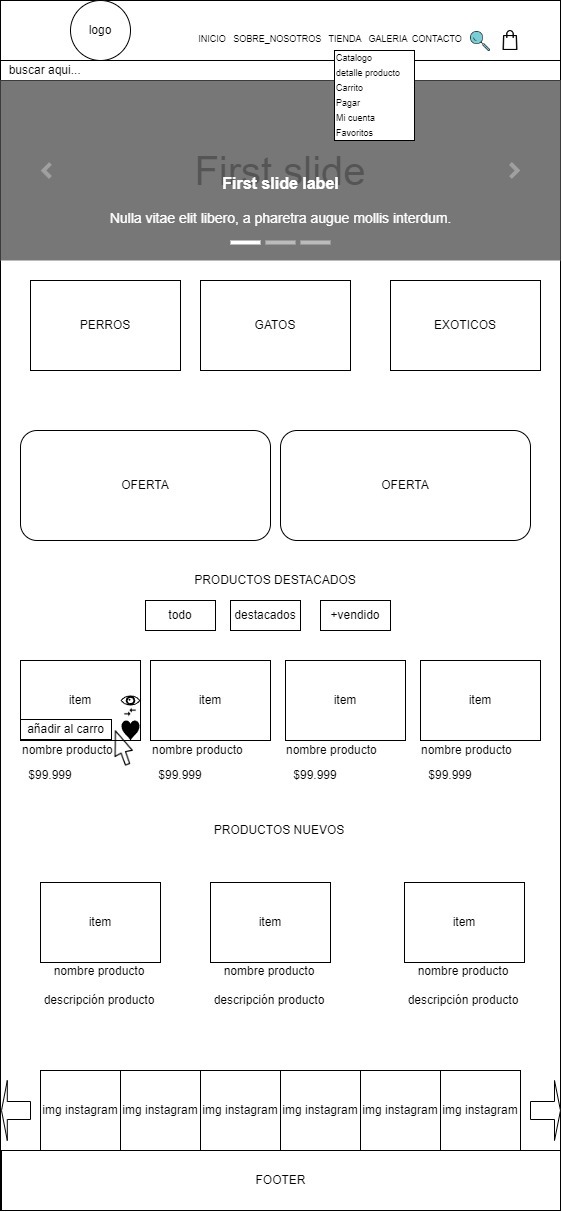 logo
INICIO SOBRE_NOSOTROS TIENDA GALERIA CONTACTO
buscar aqui...
Catalogo
detalle producto
Carrito
Pagar
Mi cuenta
Favoritos
First slide
First slide label
Nulla vitae elit libero, a pharetra augue mollis interdum.
PERROS GATOS EXOTICOS
OFERTA OFERTA
PRODUCTOS DESTACADOS
todo destacados +vendido
item item item item
añadir al carro
nombre producto nombre producto nombre producto nombre producto
$99.999 $99.999 $99.999 $99.999
PRODUCTOS NUEVOS
item item item
nombre producto nombre producto nombre producto
descripción producto descripción producto descripción producto
img instagram img instagram img instagram img instagram img instagram img instagram
FOOTER